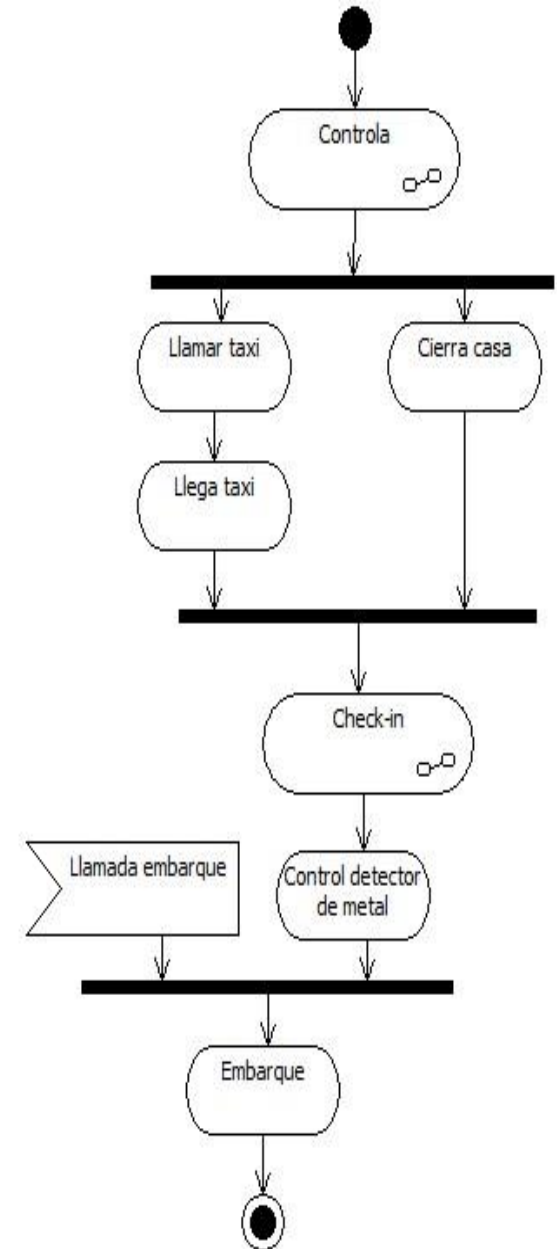 Controla
Llamar taxi
Cierra casa
Llega taxi
Check-in
Llamada embarque
Control detector
de metal
Embarque